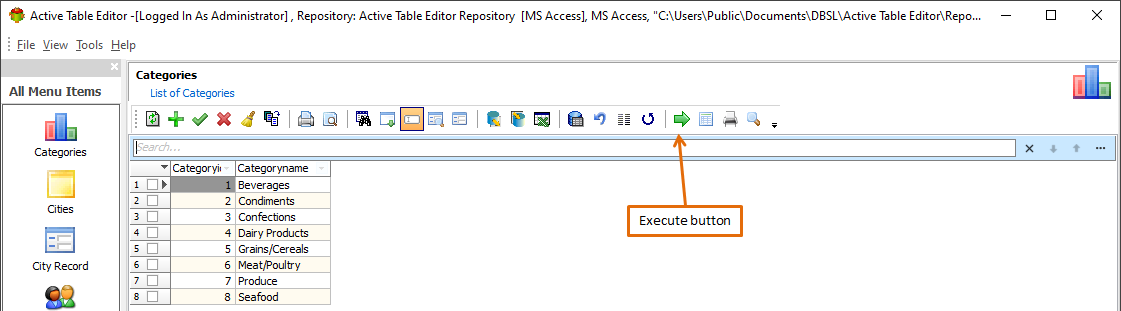 Active Table Editor -[Logged In As Administrator] , Repository: Active Table Editor Repository [MS Access], MS Access, "C:\Users\Public\Documents\DBSL\Active Table Editor\Repo...
File View Tools Help
All Menu Items
Categories
Cities
City Record
Categories
List of Categories
Search...
Categoryi Categoryname
1 1 Beverages
2 2 Condiments
3 3 Confections
4 4 Dairy Products
5 5 Grains/Cereals
6 6 Meat/Poultry
7 7 Produce
8 8 Seafood
Execute button